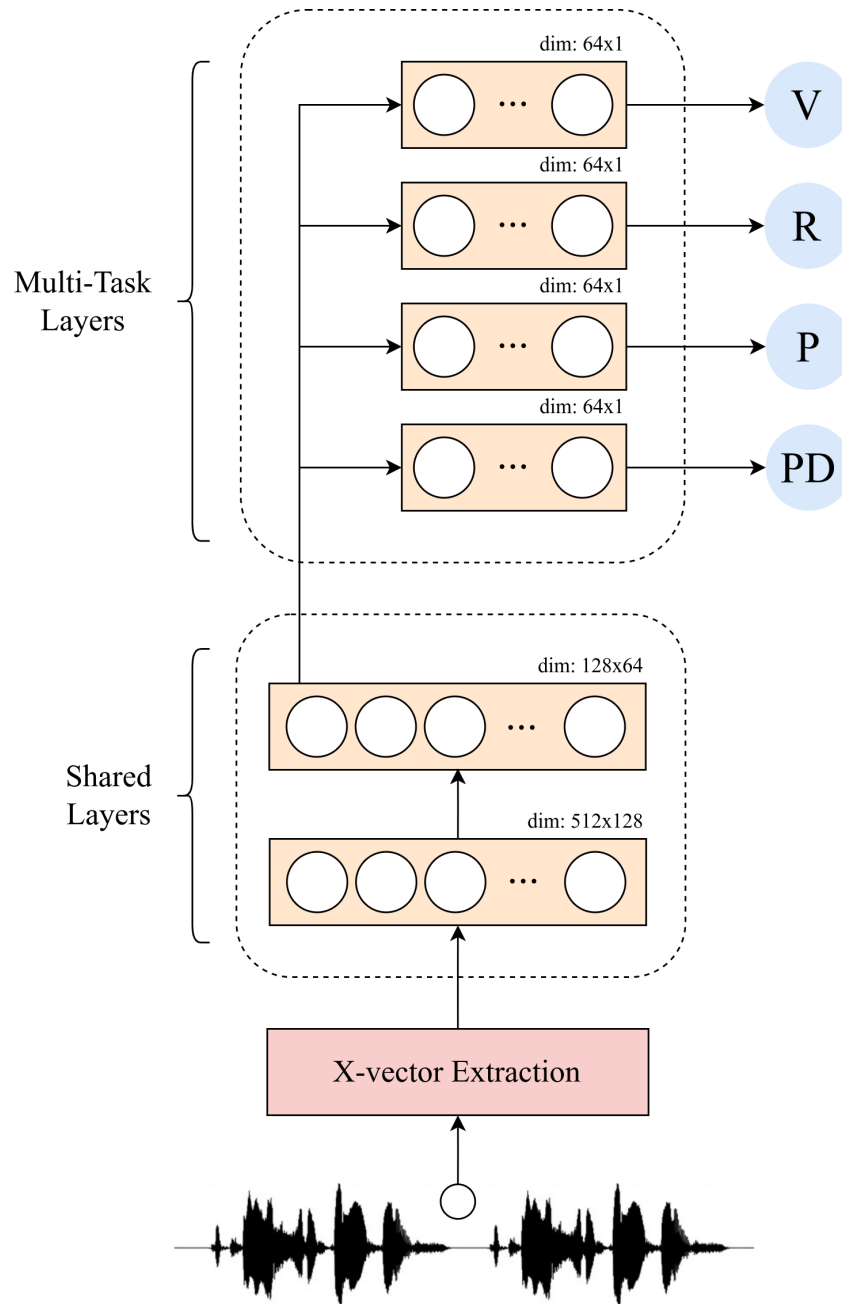 dim: 64x1
V
dim: 64x1
R
Multi-Task
Layers
dim: 64x1
P
dim: 64x1
PD
dim: 128x64
Shared
Layers
dim: 512x128
X-vector Extraction